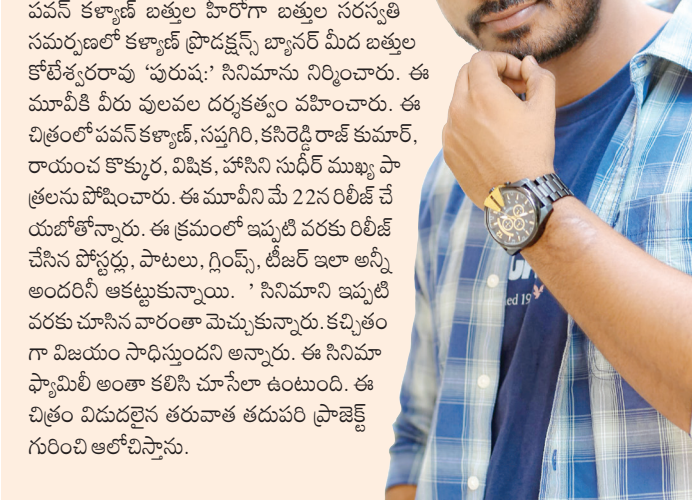 పవన్ కళ్యాణ్ బత్తుల హీరోగా బత్తుల సరస్వతి
సమర్పణలో కళ్యాణ్ ప్రొడక్షన్స్ బ్యానర్ మీద బత్తుల
కోటేశ్వరరావు ‘పురుషః’ సినిమాను నిర్మించారు. ఈ
మూవీకి వీరు వులవల దర్శకత్వం వహించారు. ఈ
చిత్రంలో పవన్ కళ్యాణ్, సప్తగిరి, కసిరెడ్డి రాజ్ కుమార్,
రాయంచ కొక్కుర, విషిక, హాసిని సుధీర్ ముఖ్య పా
త్రలను పోషించారు. ఈ మూవీని మే 22న రిలీజ్ చే
యబోతోన్నారు. ఈ క్రమంలో ఇప్పటి వరకు రిలీజ్
చేసిన పోస్టర్లు, పాటలు, గ్లింప్స్, టీజర్ ఇలా అన్నీ
అందరినీ ఆకట్టుకున్నాయి. ’ సినిమాని ఇప్పటి
వరకు చూసిన వారంతా మెచ్చుకున్నారు. కచ్చితం
గా విజయం సాధిస్తుందని అన్నారు. ఈ సినిమా
ఫ్యామిలీ అంతా కలిసి చూసేలా ఉంటుంది. ఈ
చిత్రం విడుదలైన తరువాత తదుపరి ప్రాజెక్ట్
గురించి ఆలోచిస్తాను.